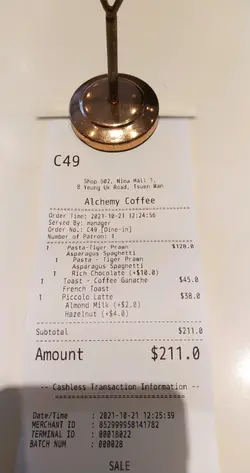 C49
Shop 602, Nina Mall 1,
8 Yeung Uk Road, Tsuen Wan
Alchemy Coffee
Order Time: 2021-10-21 12:24:56
Served By: manager
Order No.: C49 [Dine-in]
Number of Patron: 1
1 Pasta-Tiger Prawn $128.0
Asparagus Spaghetti
Pasta - Tiger Prawn
Asparagus Spaghetti
1 Rich Chocolate (+$10.0)
1 Toast - Coffee Ganache $45.0
French Toast
1 Piccolo Latte $38.0
Almond Milk (+$2.0)
Hazelnut (+$4.0)
Subtotal $211.0
Amount $211.0
-- Cashless Transaction Information --
Date/Time : 2021-10-21 12:25:39
MERCHANT ID : 852999958141782
TERMINAL ID : 00018022
BATCH NUM : 000028
SALE